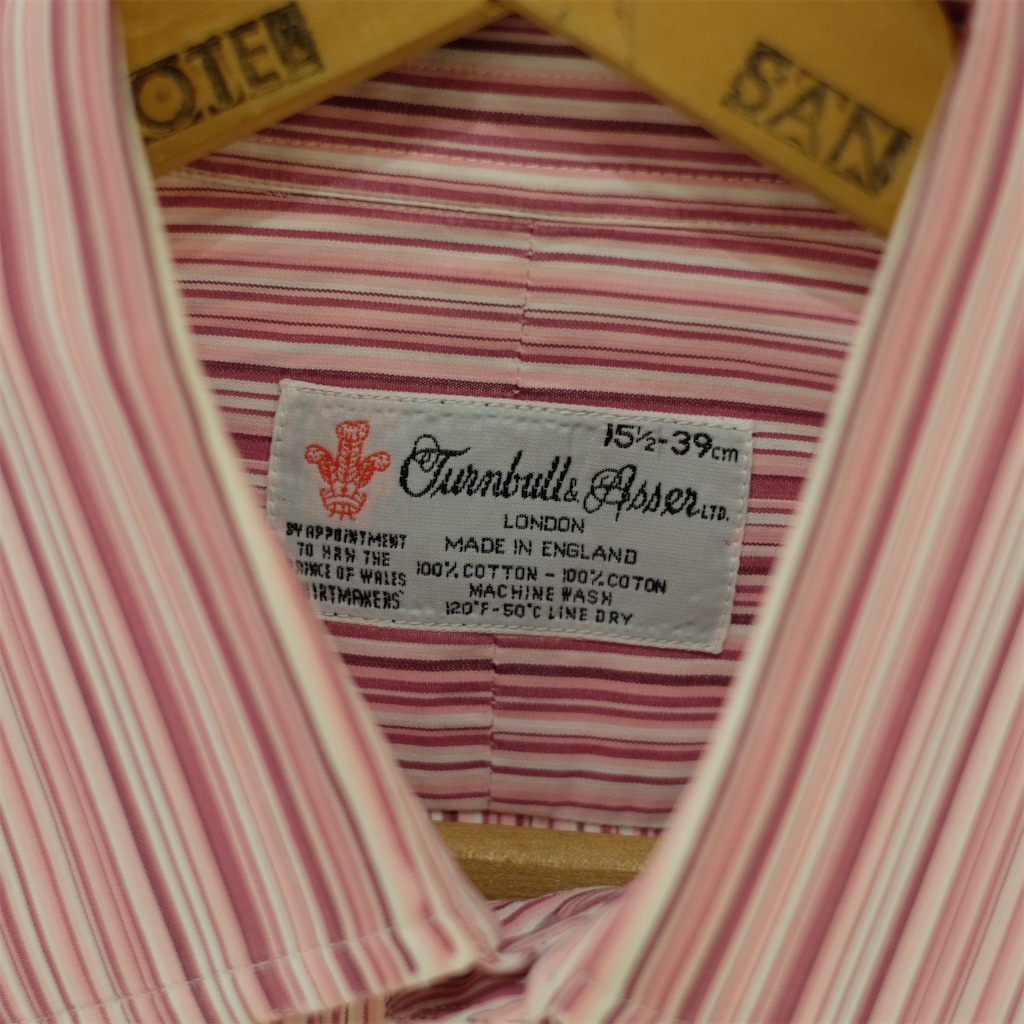 OTEL
SAN
15½-39cm
Turnbull & Asser LTD.
LONDON
MADE IN ENGLAND
100% COTTON - 100% COTON
MACHINE WASH
120°F-50°C LINE DRY
BY APPOINTMENT
TO HRH THE
PRINCE OF WALES
SHIRTMAKERS